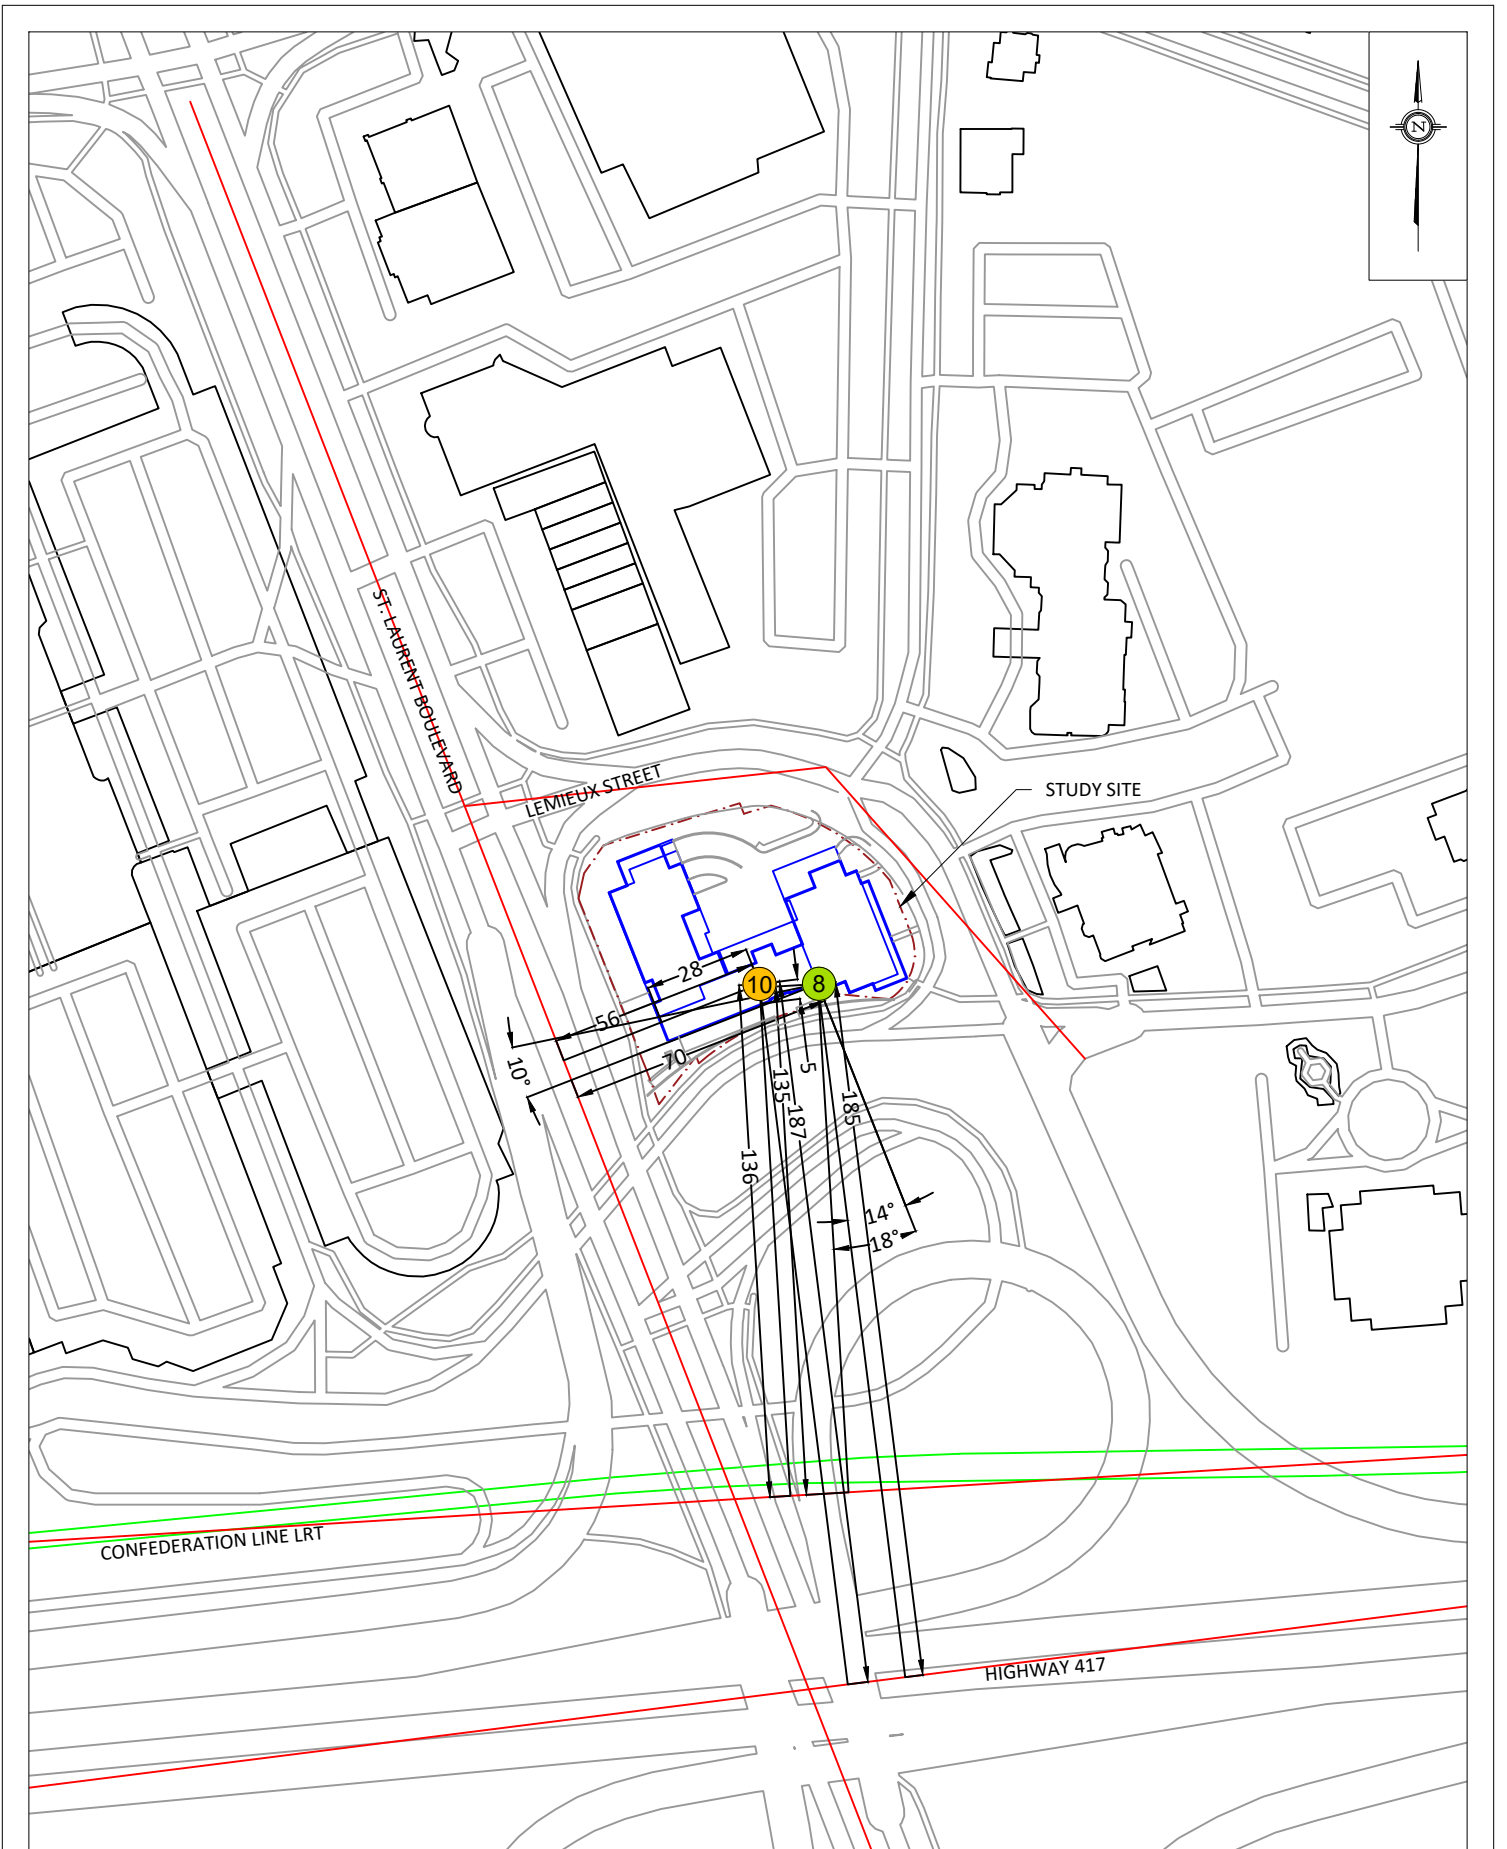 N
ST. LAURENT BOULEVARD
LEMIEUX STREET
STUDY SITE
28
10
8
56
70
10°
5
135
187
185
136
14°
18°
CONFEDERATION LINE LRT
HIGHWAY 417